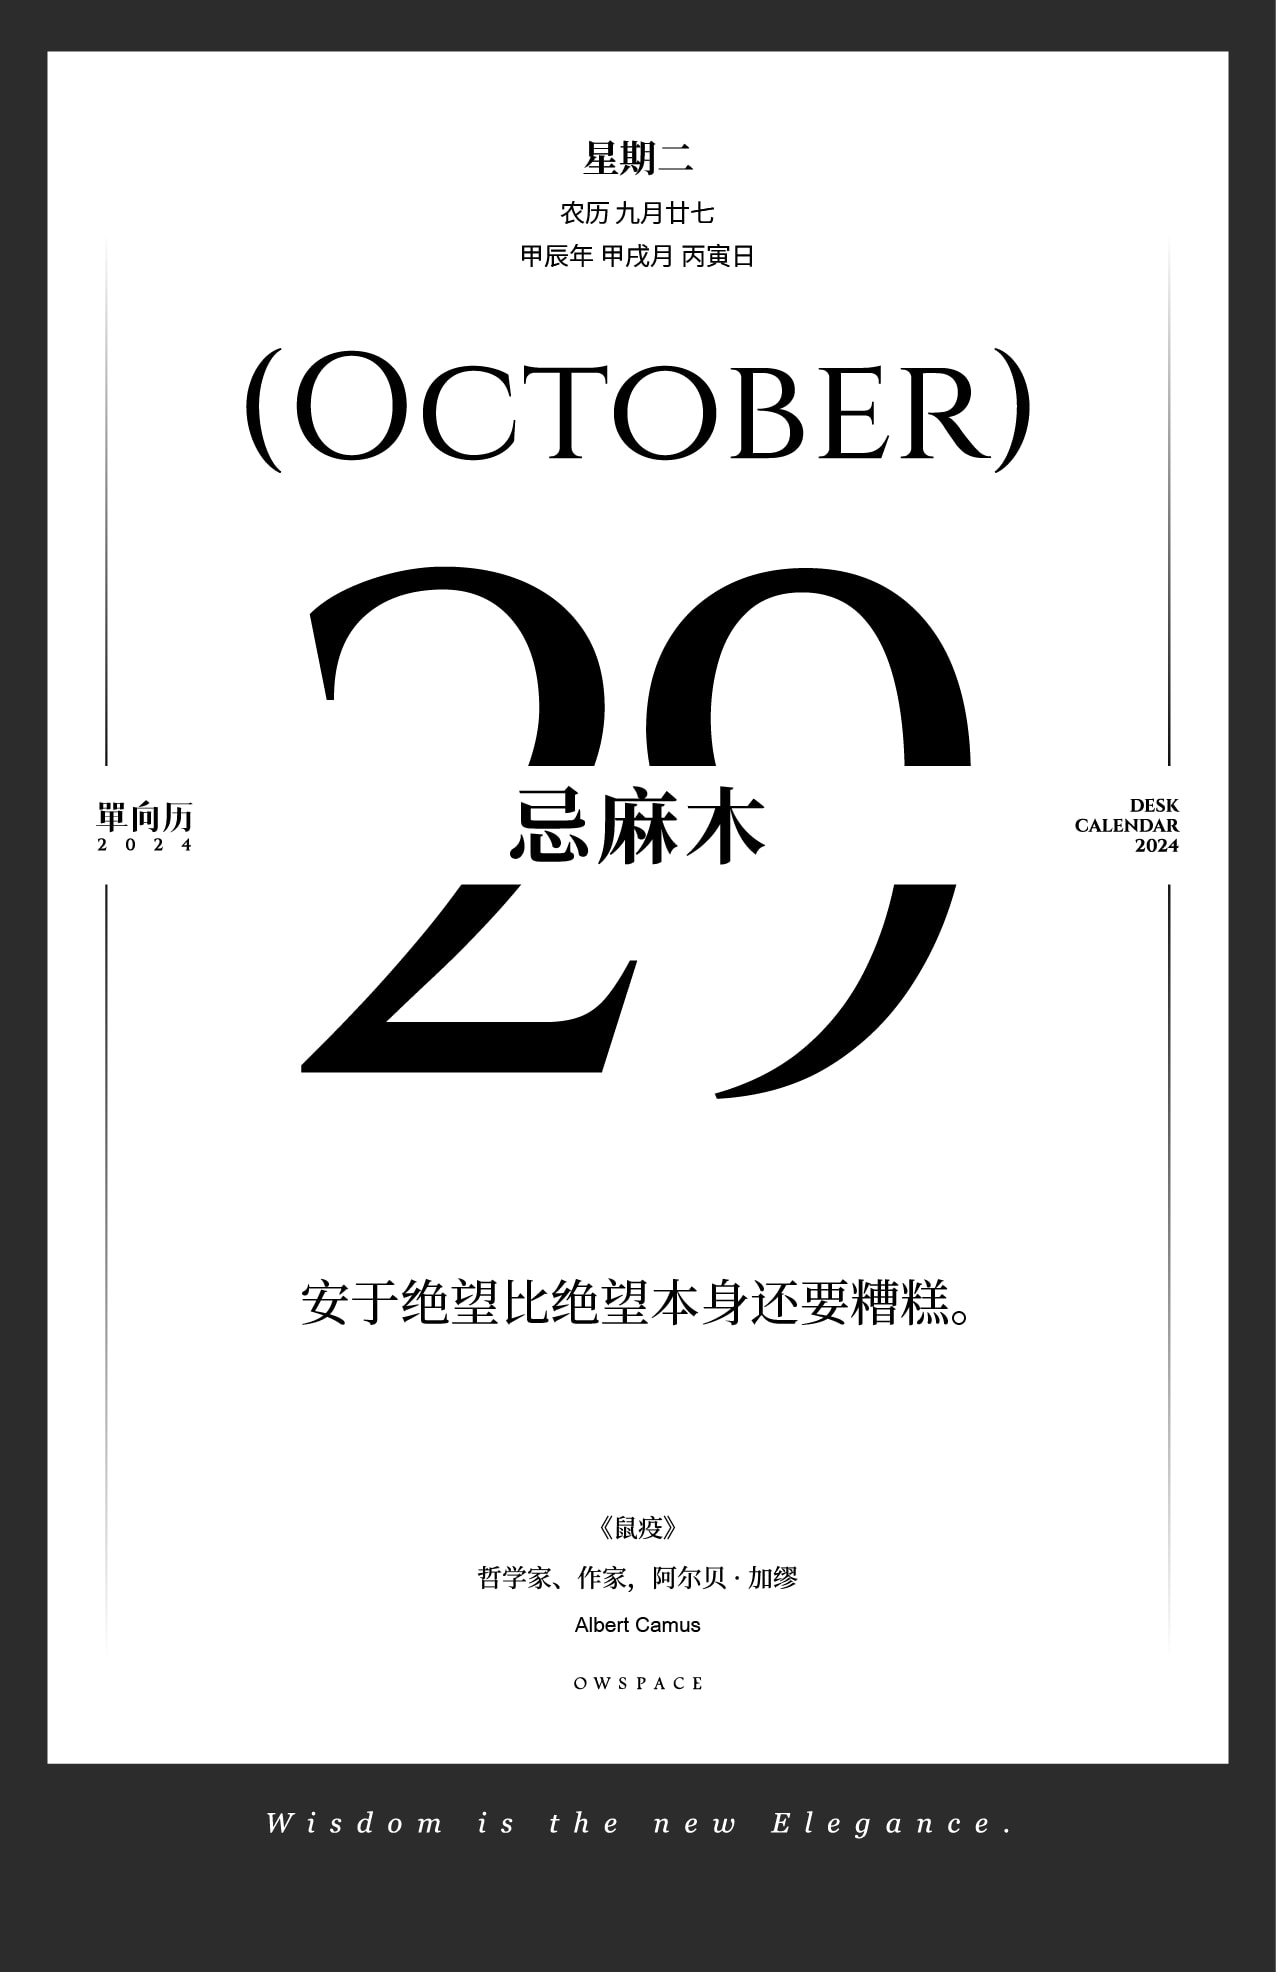 星期二
农历 九月廿七
甲辰年 甲戌月 丙寅日
(OCTOBER)
29
單向历
2024
忌麻木
DESK
CALENDAR
2024
安于绝望比绝望本身还要糟糕。
《鼠疫》
哲学家、作家，阿尔贝·加缪
Albert Camus
OWSPACE
Wisdom is the new Elegance.